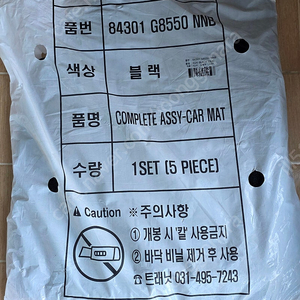 품번 84301 G8550 NNB
색상 블랙
품명 COMPLETE ASSY-CAR MAT
수량 1SET (5 PIECE)
Caution ※주의사항
① 개봉 시 '칼' 사용금지
② 바닥 비닐 제거 후 사용
☎트래닛 031-495-7243